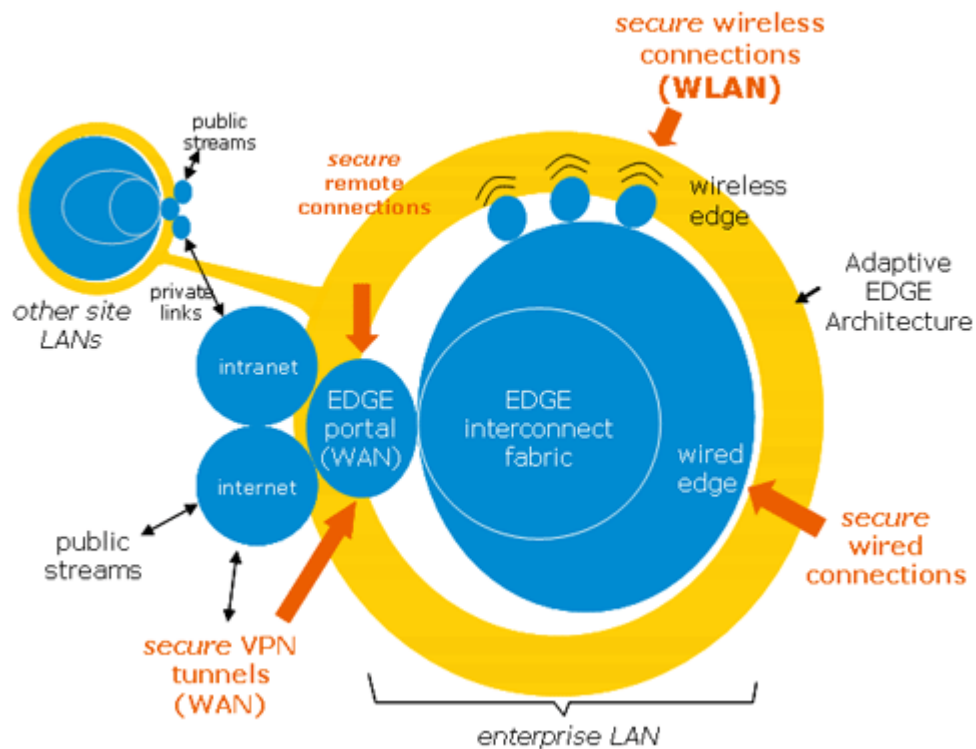 secure wireless
connections
(WLAN)
public
streams
secure
remote
connections
wireless
edge
Adaptive
EDGE
Architecture
other site
LANs
private
links
intranet
EDGE
portal
(WAN)
EDGE
interconnect
fabric
wired
edge
internet
public
streams
secure
wired
connections
secure VPN
tunnels
(WAN)
enterprise LAN